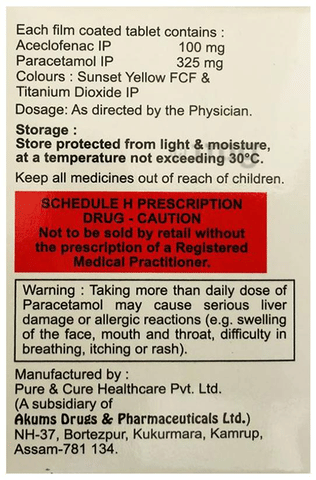 Each film coated tablet contains :
Aceclofenac IP 100 mg
Paracetamol IP 325 mg
Colours : Sunset Yellow FCF &
Titanium Dioxide IP
Dosage: As directed by the Physician.
Storage :
Store protected from light & moisture,
at a temperature not exceeding 30°C.
Keep all medicines out of reach of children.
SCHEDULE H PRESCRIPTION
DRUG - CAUTION
Not to be sold by retail without
the prescription of a Registered
Medical Practitioner.
Warning : Taking more than daily dose of
Paracetamol may cause serious liver
damage or allergic reactions (e.g. swelling
of the face, mouth and throat, difficulty in
breathing, itching or rash).
Manufactured by :
Pure & Cure Healthcare Pvt. Ltd.
(A subsidiary of
Akums Drugs & Pharmaceuticals Ltd.)
NH-37, Bortezpur, Kukurmara, Kamrup,
Assam-781 134.